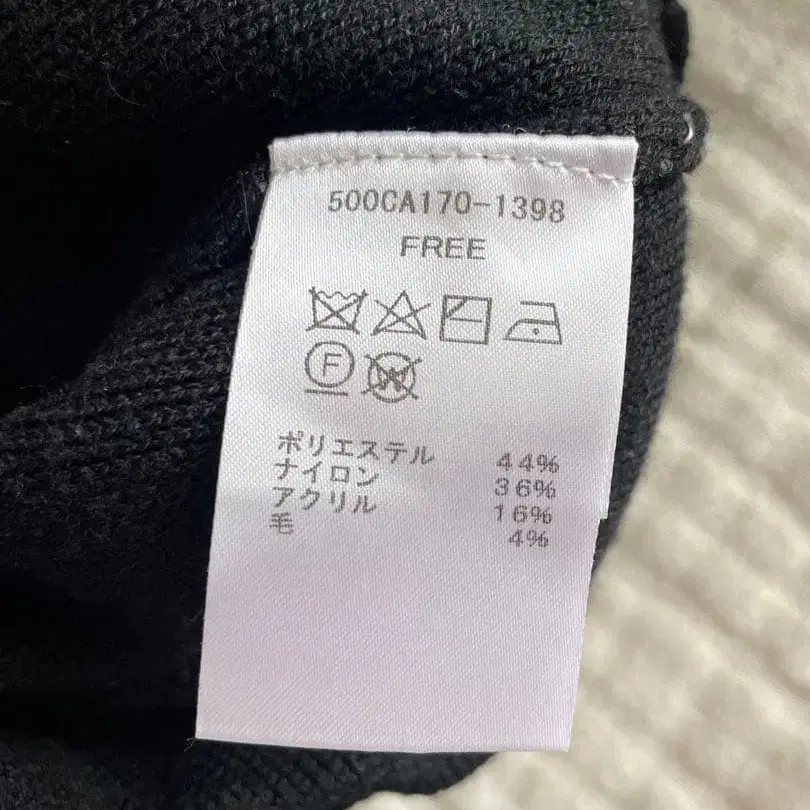 500CA170-1398
FREE
F
W
ポリエステル 44%
ナイロン 36%
アクリル 16%
毛 4%